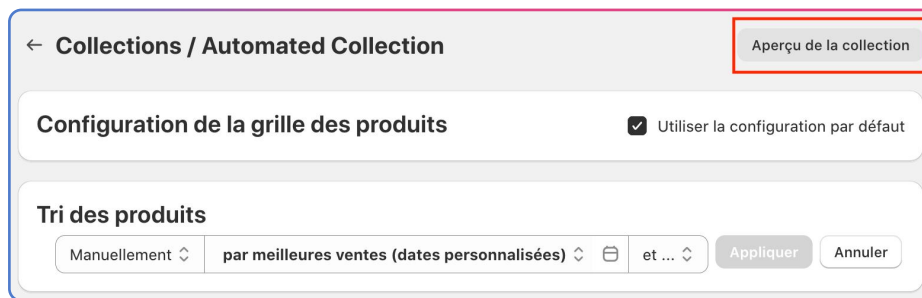 ← Collections / Automated Collection
Aperçu de la collection
Configuration de la grille des produits
Utiliser la configuration par défaut
Tri des produits
Manuellement par meilleures ventes (dates personnalisées) et ... Appliquer Annuler